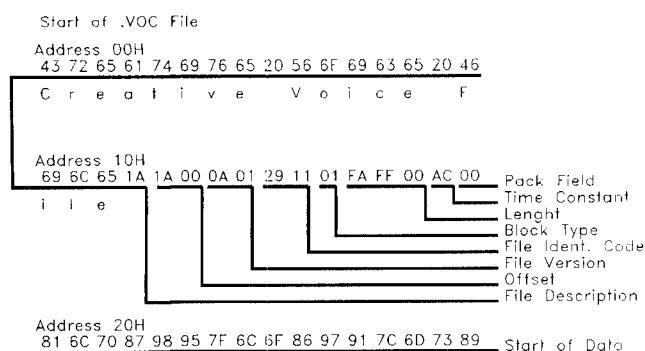 Start of .VOC File
Address 00H
43 72 65 61 74 69 76 65 20 56 6F 69 63 65 20 46
C r e a t i v e V o i c e F
Address 10H
69 6C 65 1A 1A 00 0A 01 29 11 01 FA FF 00 AC 00
i l e
Pack Field
Time Constant
Lenght
Block Type
File Ident. Code
File Version
Offset
File Description
Address 20H
81 6C 70 87 98 95 7F 6C 6F 86 97 91 7C 6D 73 89
Start of Data